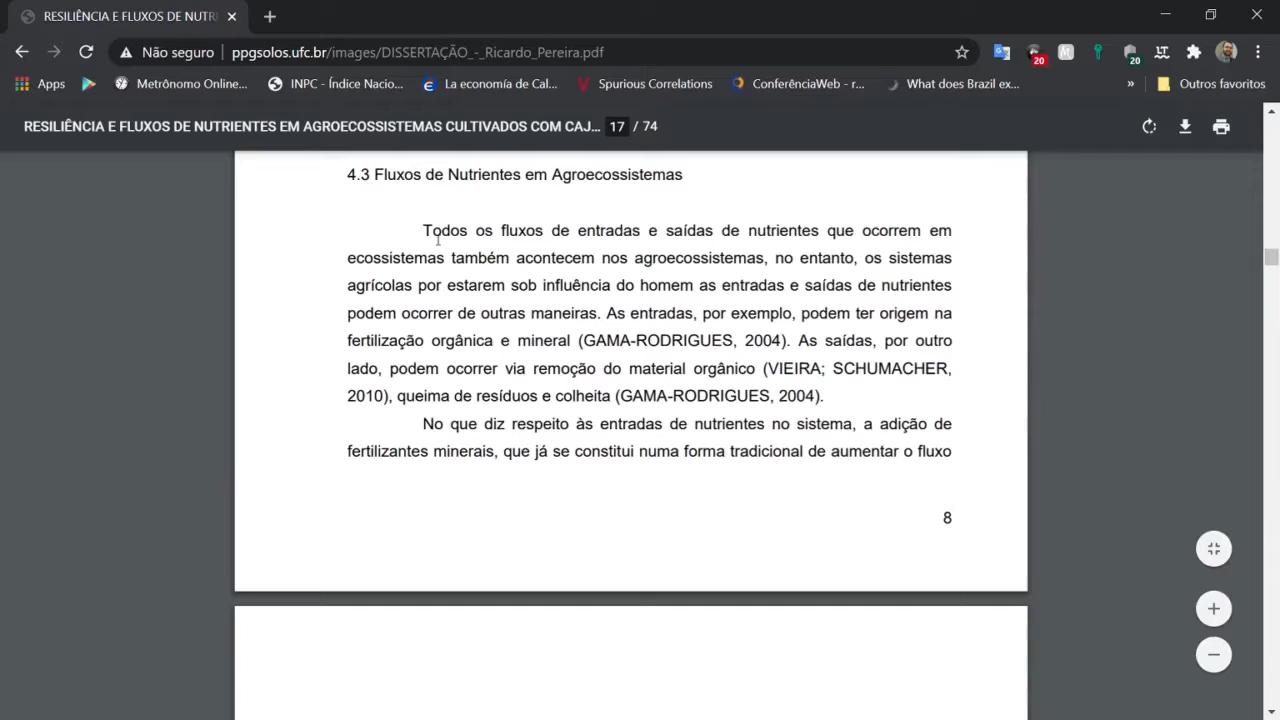 RESILIÊNCIA E FLUXOS DE NUTRI
Não seguro
ppgsolos.ufc.br/images/DISSERTAÇÃO_-_Ricardo_Pereira.pdf
20
M
20
Apps
Metrônomo Online...
INPC - Índice Nacio...
La economía de Cal...
Spurious Correlations
ConferênciaWeb - r...
What does Brazil ex...
»
Outros favoritos
RESILIÊNCIA E FLUXOS DE NUTRIENTES EM AGROECOSSISTEMAS CULTIVADOS COM CAJ... 17 / 74
4.3 Fluxos de Nutrientes em Agroecossistemas
Todos os fluxos de entradas e saídas de nutrientes que ocorrem em
ecossistemas também acontecem nos agroecossistemas, no entanto, os sistemas
agrícolas por estarem sob influência do homem as entradas e saídas de nutrientes
podem ocorrer de outras maneiras. As entradas, por exemplo, podem ter origem na
fertilização orgânica e mineral (GAMA-RODRIGUES, 2004). As saídas, por outro
lado, podem ocorrer via remoção do material orgânico (VIEIRA; SCHUMACHER,
2010), queima de resíduos e colheita (GAMA-RODRIGUES, 2004).
No que diz respeito às entradas de nutrientes no sistema, a adição de
fertilizantes minerais, que já se constitui numa forma tradicional de aumentar o fluxo
8